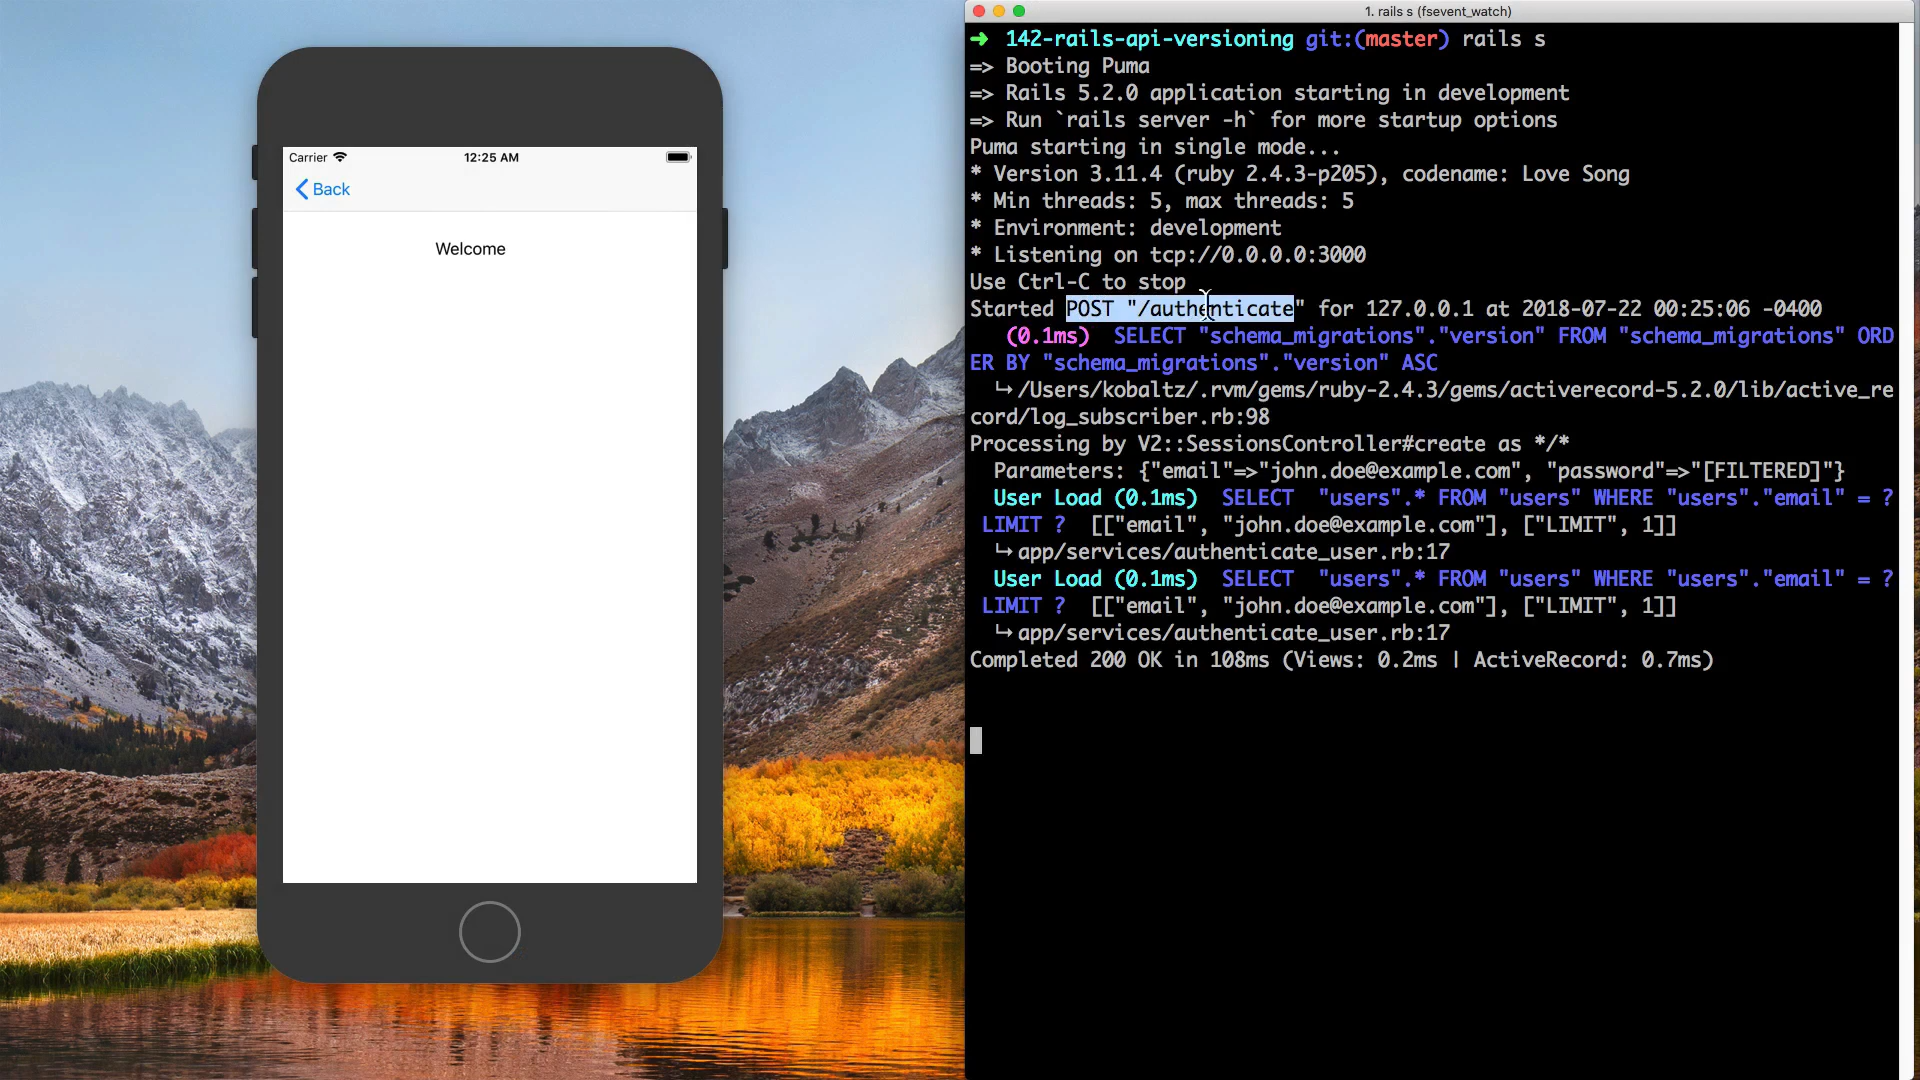 Carrier
12:25 AM
Back
Welcome
1. rails s (fsevent_watch)
➜ 142-rails-api-versioning git:(master) rails s
=> Booting Puma
=> Rails 5.2.0 application starting in development
=> Run `rails server -h` for more startup options
Puma starting in single mode...
* Version 3.11.4 (ruby 2.4.3-p205), codename: Love Song
* Min threads: 5, max threads: 5
* Environment: development
* Listening on tcp://0.0.0.0:3000
Use Ctrl-C to stop
Started POST "/authenticate" for 127.0.0.1 at 2018-07-22 00:25:06 -0400
(0.1ms) SELECT "schema_migrations"."version" FROM "schema_migrations" ORD
ER BY "schema_migrations"."version" ASC
↳ /Users/kobaltz/.rvm/gems/ruby-2.4.3/gems/activerecord-5.2.0/lib/active_re
cord/log_subscriber.rb:98
Processing by V2::SessionsController#create as */*
Parameters: {"email"=>"john.doe@example.com", "password"=>"[FILTERED]"}
User Load (0.1ms) SELECT "users".* FROM "users" WHERE "users"."email" = ?
LIMIT ? [["email", "john.doe@example.com"], ["LIMIT", 1]]
↳ app/services/authenticate_user.rb:17
User Load (0.1ms) SELECT "users".* FROM "users" WHERE "users"."email" = ?
LIMIT ? [["email", "john.doe@example.com"], ["LIMIT", 1]]
↳ app/services/authenticate_user.rb:17
Completed 200 OK in 108ms (Views: 0.2ms | ActiveRecord: 0.7ms)